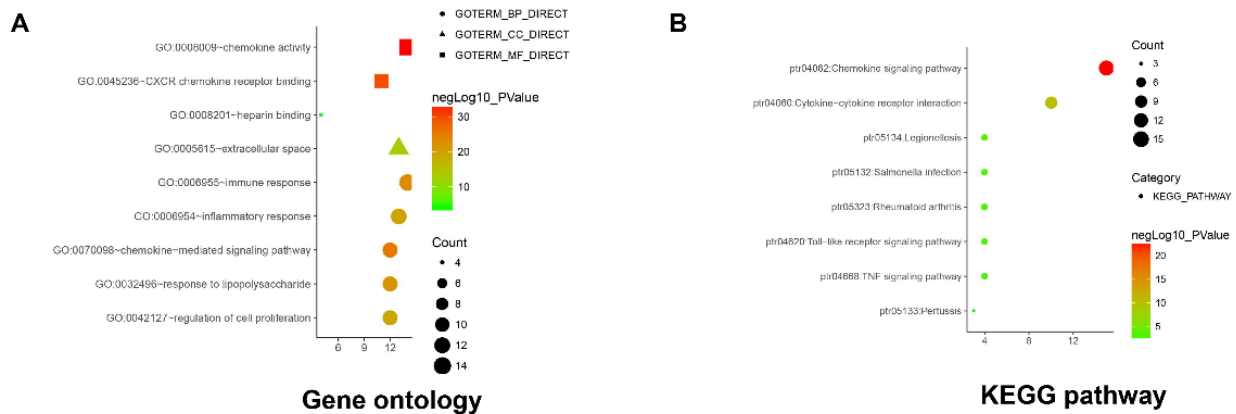 A
GO:0008009~chemokine activity
GO:0045236~CXCR chemokine receptor binding
GO:0008201~heparin binding
GO:0005615~extracellular space
GO:0006955~immune response
GO:0006954~inflammatory response
GO:0070098~chemokine-mediated signaling pathway
GO:0032496~response to lipopolysaccharide
GO:0042127~regulation of cell proliferation
6 9 12
Gene ontology
GOTERM_BP_DIRECT
GOTERM_CC_DIRECT
GOTERM_MF_DIRECT
negLog10_PValue
30
20
10
Count
4
6
8
10
12
14
B
ptr04062:Chemokine signaling pathway
ptr04060:Cytokine-cytokine receptor interaction
ptr05134:Legionellosis
ptr05132:Salmonella infection
ptr05323:Rheumatoid arthritis
ptr04620:Toll-like receptor signaling pathway
ptr04668:TNF signaling pathway
ptr05133:Pertussis
4 8 12
KEGG pathway
Count
3
6
9
12
15
Category
KEGG_PATHWAY
negLog10_PValue
20
15
10
5